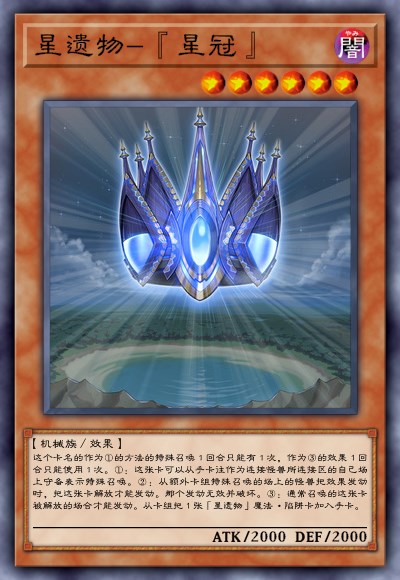 星遗物－『星冠』
闇
やみ
【机械族／效果】
这个卡名的作为①的方法的特殊召唤1回合只能有1次，作为③的效果1回
合只能使用1次。①：这张卡可以从手卡往作为连接怪兽所连接区的自己场
上守备表示特殊召唤。②：从额外卡组特殊召唤的场上的怪兽把效果发动
时，把这张卡解放才能发动。那个发动无效并破坏。③：通常召唤的这张卡
被解放的场合才能发动。从卡组把1张「星遗物」魔法·陷阱卡加入手卡。
ATK/2000 DEF/2000